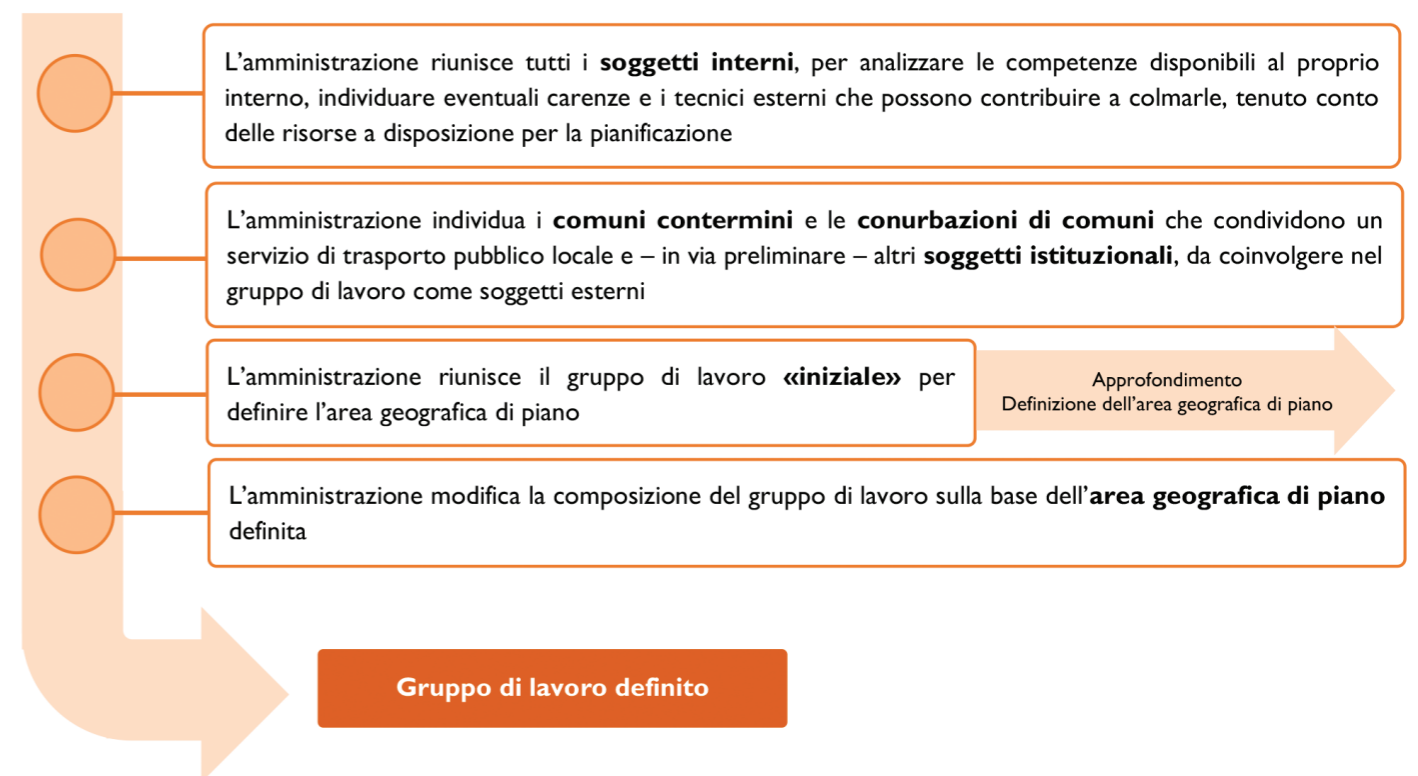 L’amministrazione riunisce tutti i soggetti interni, per analizzare le competenze disponibili al proprio
interno, individuare eventuali carenze e i tecnici esterni che possono contribuire a colmarle, tenuto conto
delle risorse a disposizione per la pianificazione
L’amministrazione individua i comuni contermini e le conurbazioni di comuni che condividono un
servizio di trasporto pubblico locale e – in via preliminare – altri soggetti istituzionali, da coinvolgere nel
gruppo di lavoro come soggetti esterni
L’amministrazione riunisce il gruppo di lavoro «iniziale» per
definire l’area geografica di piano
Approfondimento
Definizione dell’area geografica di piano
L’amministrazione modifica la composizione del gruppo di lavoro sulla base dell’area geografica di piano
definita
Gruppo di lavoro definito